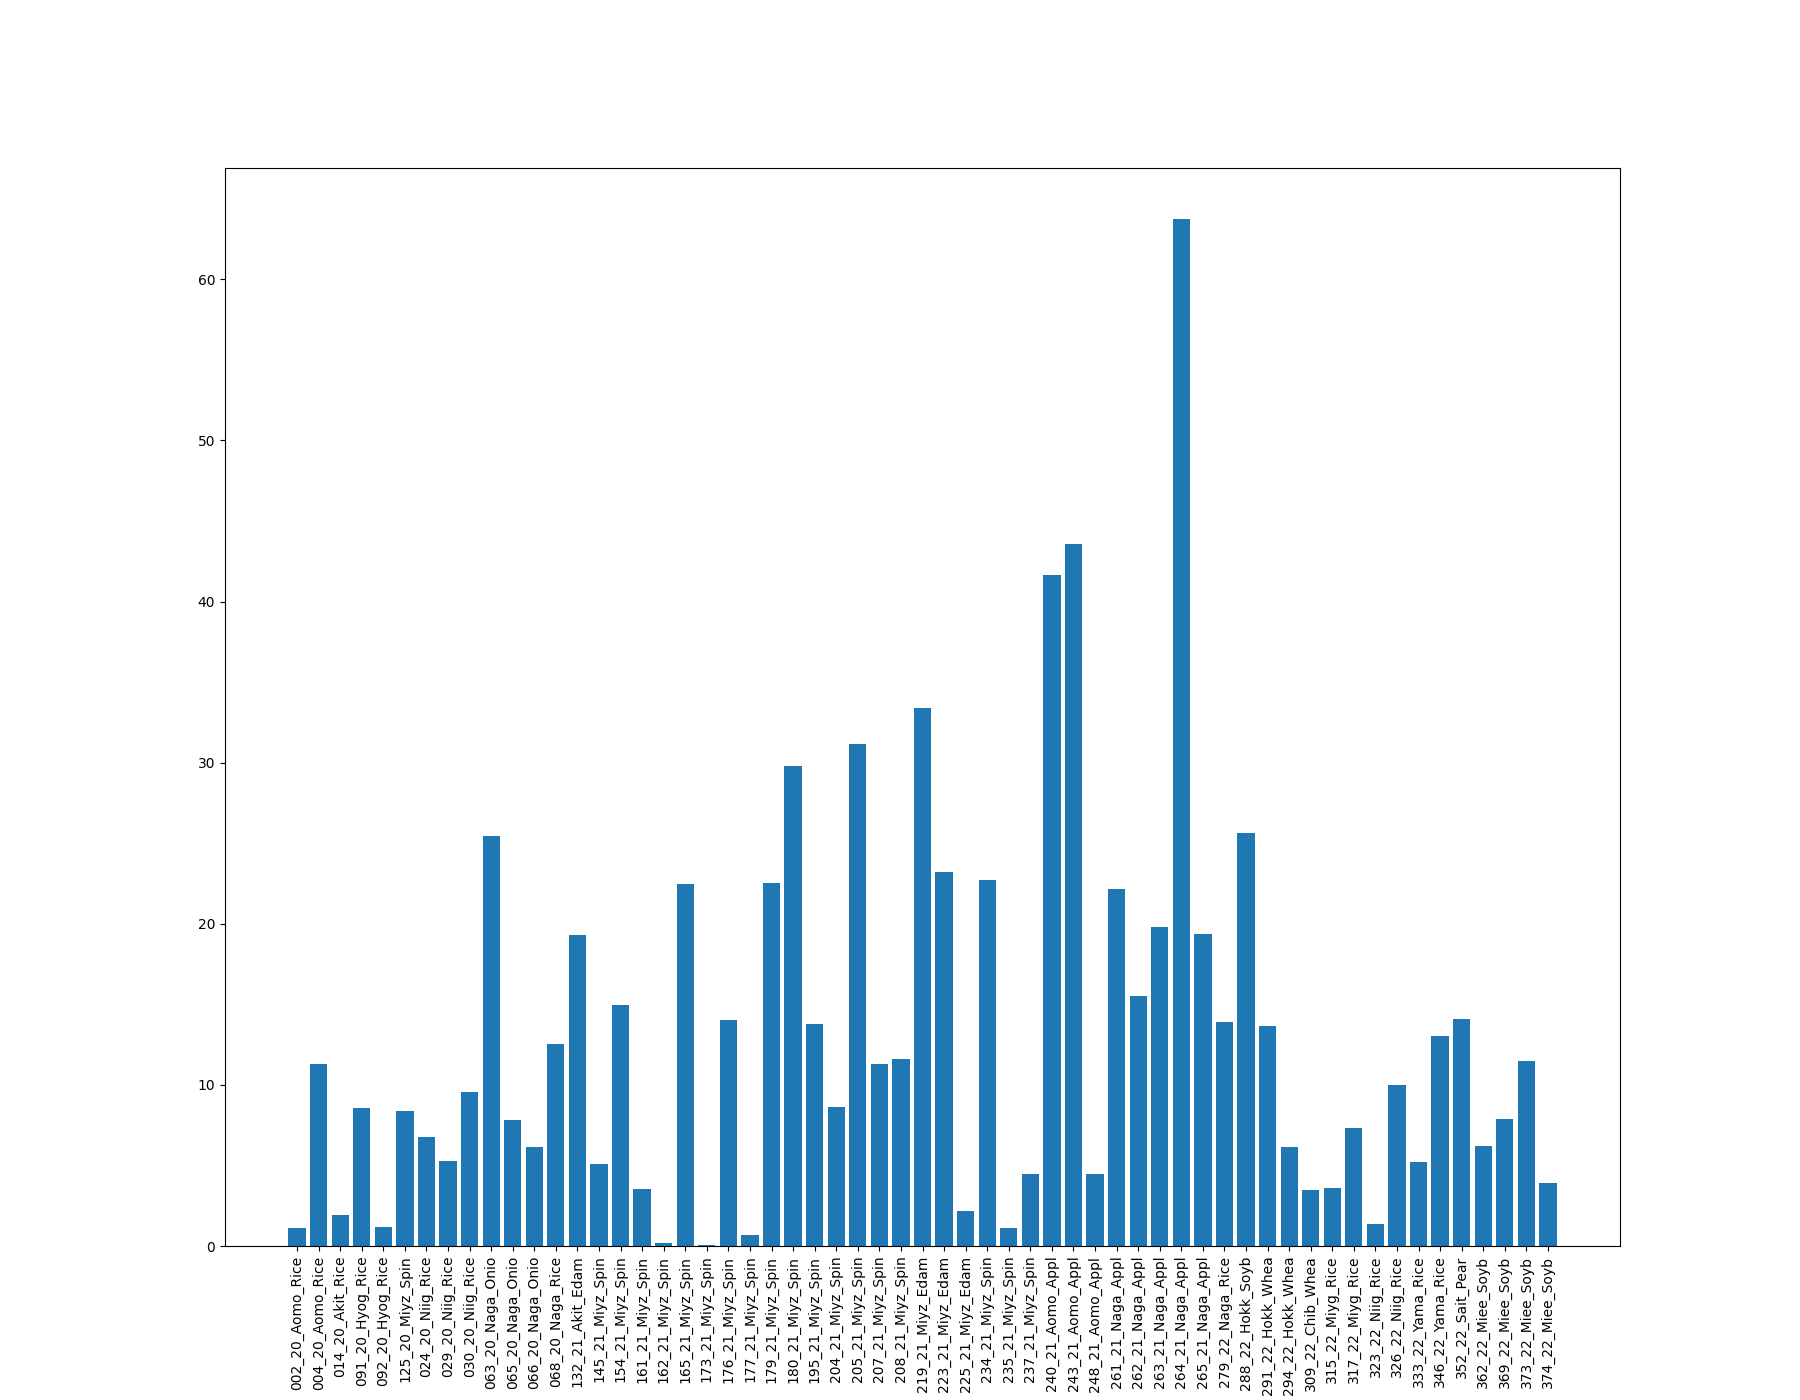 60
50
40
30
20
10
0
002_20_Aomo_Rice
004_20_Aomo_Rice
014_20_Akit_Rice
091_20_Hyog_Rice
092_20_Hyog_Rice
125_20_Miyz_Spin
024_20_Niig_Rice
029_20_Niig_Rice
030_20_Niig_Rice
063_20_Naga_Onio
065_20_Naga_Onio
066_20_Naga_Onio
068_20_Naga_Rice
132_21_Akit_Edam
145_21_Miyz_Spin
154_21_Miyz_Spin
161_21_Miyz_Spin
162_21_Miyz_Spin
165_21_Miyz_Spin
173_21_Miyz_Spin
176_21_Miyz_Spin
177_21_Miyz_Spin
179_21_Miyz_Spin
180_21_Miyz_Spin
195_21_Miyz_Spin
204_21_Miyz_Spin
205_21_Miyz_Spin
207_21_Miyz_Spin
208_21_Miyz_Spin
219_21_Miyz_Edam
223_21_Miyz_Edam
225_21_Miyz_Edam
234_21_Miyz_Spin
235_21_Miyz_Spin
237_21_Miyz_Spin
240_21_Aomo_Appl
243_21_Aomo_Appl
248_21_Aomo_Appl
261_21_Naga_Appl
262_21_Naga_Appl
263_21_Naga_Appl
264_21_Naga_Appl
265_21_Naga_Appl
279_22_Naga_Rice
288_22_Hokk_Soyb
291_22_Hokk_Whea
294_22_Hokk_Whea
309_22_Chib_Whea
315_22_Miyg_Rice
317_22_Miyg_Rice
323_22_Niig_Rice
326_22_Niig_Rice
333_22_Yama_Rice
346_22_Yama_Rice
352_22_Sait_Pear
362_22_Miee_Soyb
369_22_Miee_Soyb
373_22_Miee_Soyb
374_22_Miee_Soyb